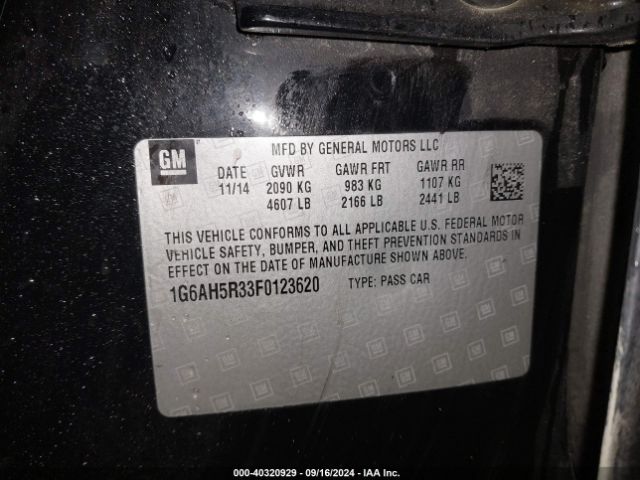 GM
MFD BY GENERAL MOTORS LLC
DATE GVWR GAWR FRT GAWR RR
11/14 2090 KG 983 KG 1107 KG
4607 LB 2166 LB 2441 LB
THIS VEHICLE CONFORMS TO ALL APPLICABLE U.S. FEDERAL MOTOR
VEHICLE SAFETY, BUMPER, AND THEFT PREVENTION STANDARDS IN
EFFECT ON THE DATE OF MANUFACTURE SHOWN ABOVE.
1G6AH5R33F0123620 TYPE: PASS CAR
000-40320929 - 09/16/2024 - IAA Inc.